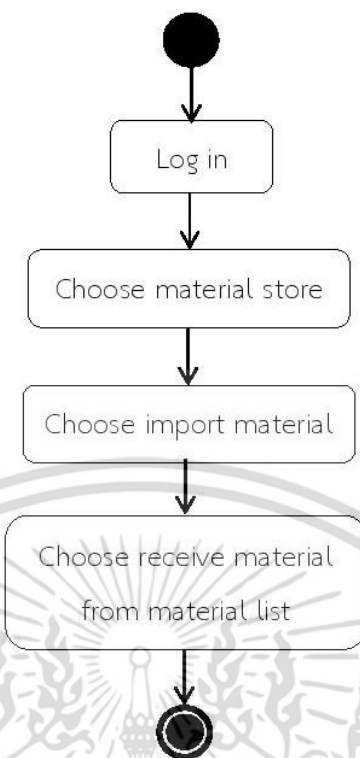 Log in
Choose material store
Choose import material
Choose receive material
from material list